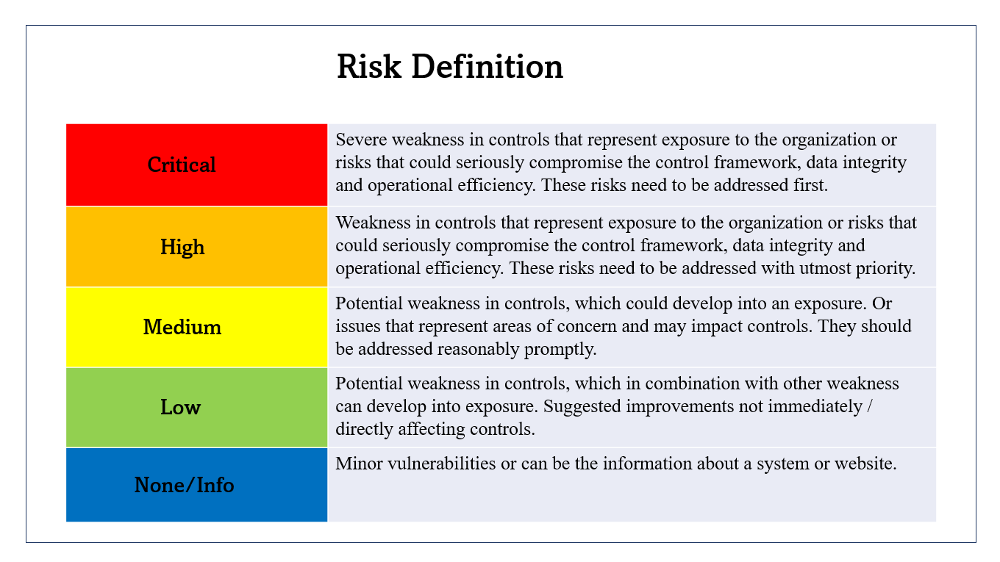 Risk Definition
Critical
Severe weakness in controls that represent exposure to the organization or
risks that could seriously compromise the control framework, data integrity
and operational efficiency. These risks need to be addressed first.
High
Weakness in controls that represent exposure to the organization or risks that
could seriously compromise the control framework, data integrity and
operational efficiency. These risks need to be addressed with utmost priority.
Medium
Potential weakness in controls, which could develop into an exposure. Or
issues that represent areas of concern and may impact controls. They should
be addressed reasonably promptly.
Low
Potential weakness in controls, which in combination with other weakness
can develop into exposure. Suggested improvements not immediately /
directly affecting controls.
None/Info
Minor vulnerabilities or can be the information about a system or website.